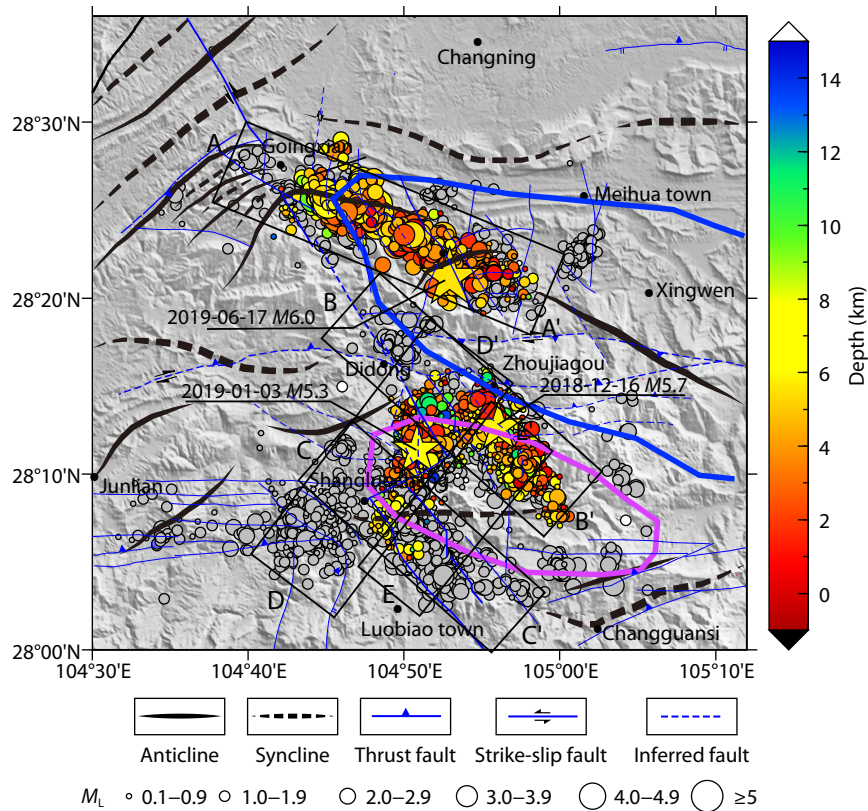 Changning
28°30'N
A
Gongxian
Meihua town
28°20'N
Xingwen
B
2019-06-17 M6.0
A'
D'
Zhoujiagou
Didong
2019-01-03 M5.3
2018-12-16 M5.7
28°10'N
C
Junlian
B'
D
E
Luobiao town
C'
Changguansi
28°00'N
104°30'E
104°40'E
104°50'E
105°00'E
105°10'E
14
12
10
8
6
4
2
0
Depth (km)
Anticline
Syncline
Thrust fault
Strike-slip fault
Inferred fault
ML
0.1−0.9
1.0−1.9
2.0−2.9
3.0−3.9
4.0−4.9
≥5